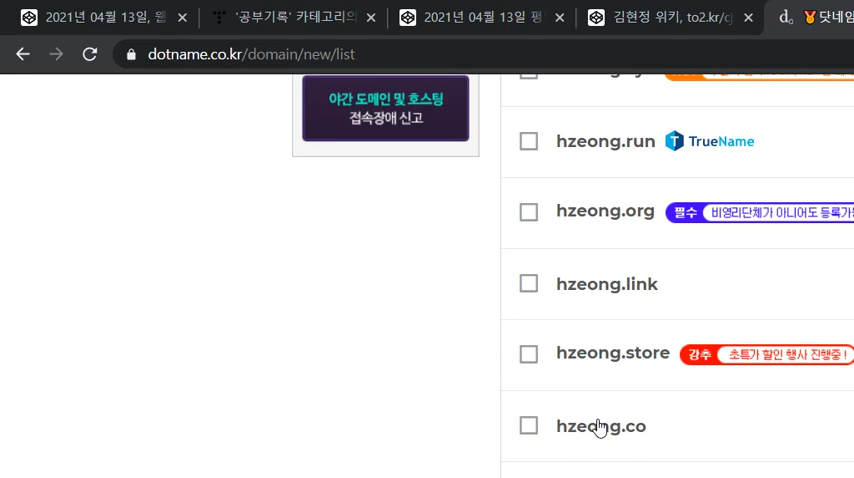 2021년 04월 13일, 웹
'공부기록' 카테고리의
2021년 04월 13일 평
김현정 위키, to2.kr/cj
d。 닷네임
dotname.co.kr/domain/new/list
야간 도메인 및 호스팅
접속장애 신고
hzeong.run TrueName
hzeong.org 필수 비영리단체가 아니어도 등록가능
hzeong.link
hzeong.store 강추 초특가 할인 행사 진행중 !
hzeong.co